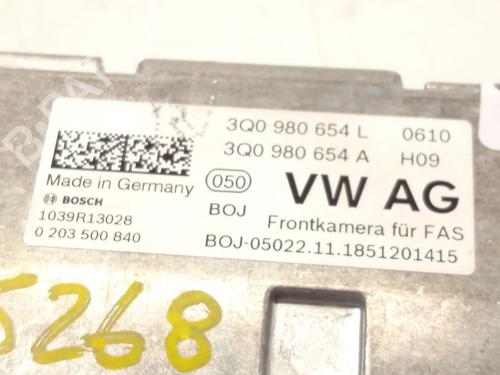 B-PARTS
3Q0 980 654 L 0610
3Q0 980 654 A H09
Made in Germany 050 VW AG
BOSCH BOJ Frontkamera für FAS
1039R13028
0 203 500 840 BOJ-05022.11.1851201415
5268